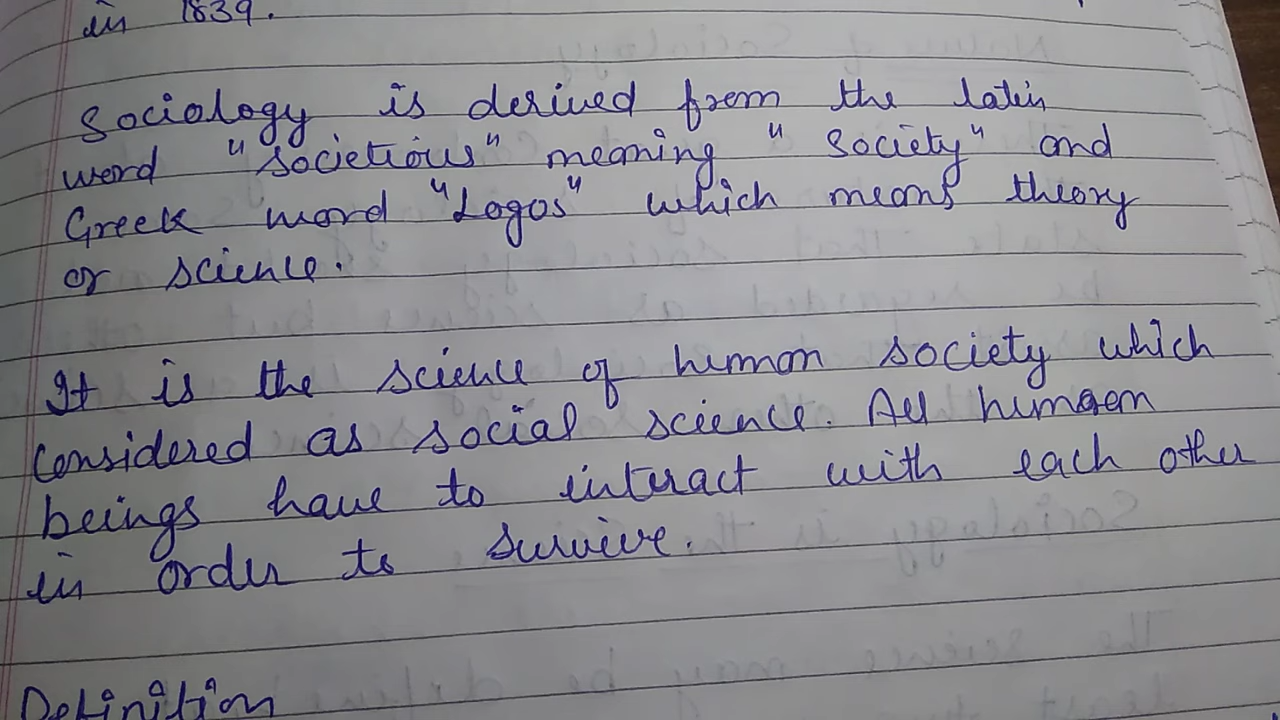 in 1839.
Sociology is derived from the latin
word "societious" meaning "Society" and
Greek word "Logos" which means theory
or science.
It is the science of human society which
considered as social science. All human
beings have to interact with each other
in order to survive.
Definition